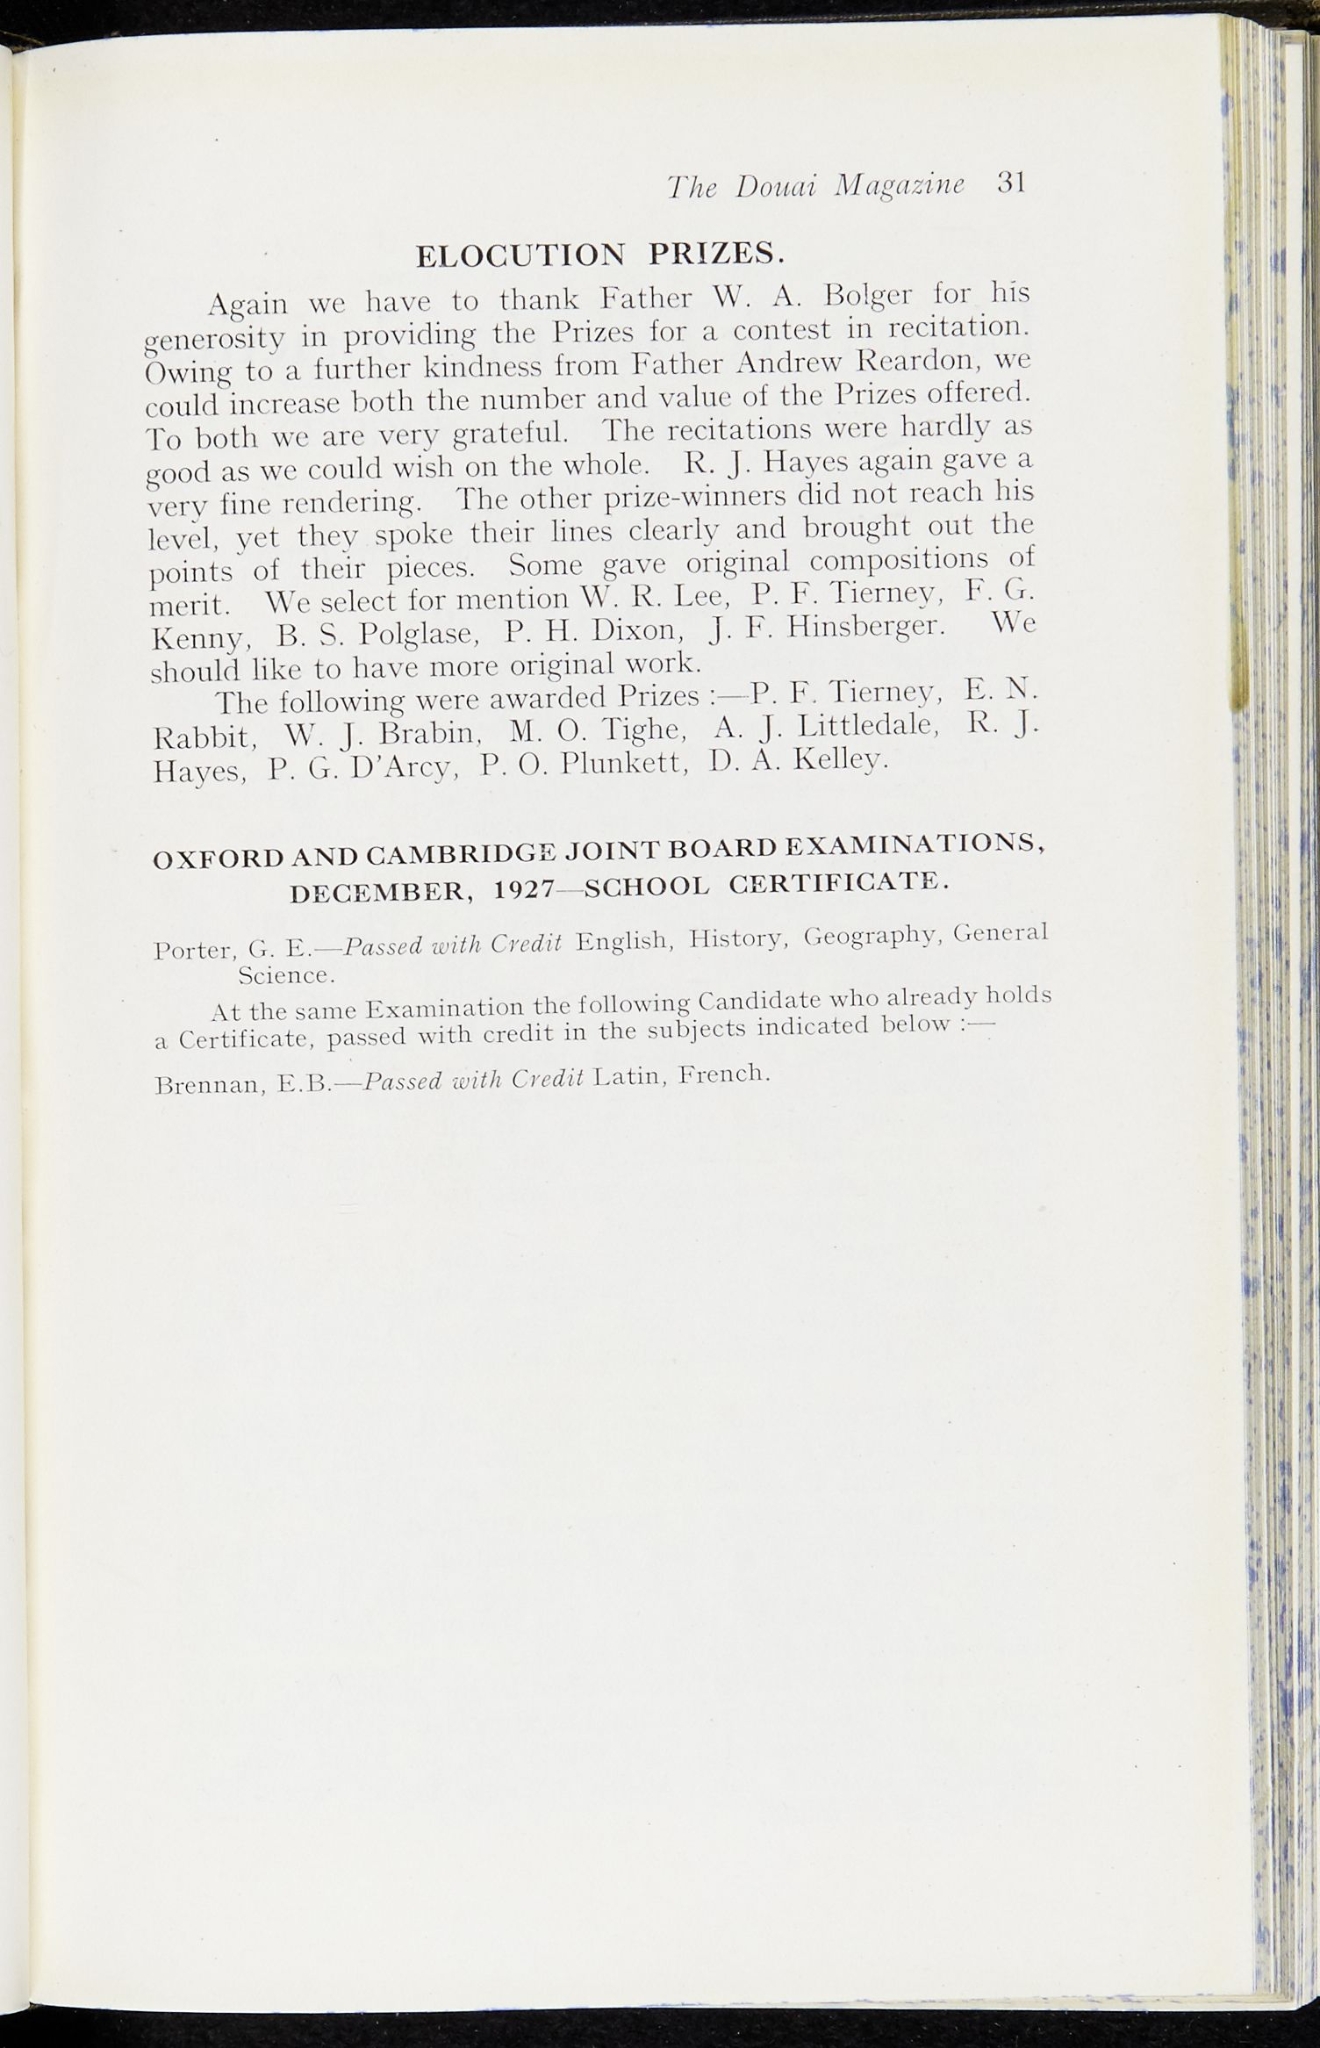 The Douai Magazine 31
ELOCUTION PRIZES.
Again we have to thank Father W. A. Bolger for his
generosity in providing the Prizes for a contest in recitation.
Owing to a further kindness from Father Andrew Reardon, we
could increase both the number and value of the Prizes offered.
To both we are very grateful. The recitations were hardly as
good as we could wish on the whole. R. J. Hayes again gave a
very fine rendering. The other prize-winners did not reach his
level, yet they spoke their lines clearly and brought out the
points of their pieces. Some gave original compositions of
merit. We select for mention W. R. Lee, P. F. Tierney, F. G.
Kenny, B. S. Polglase, P. H. Dixon, J. F. Hinsberger. We
should like to have more original work.
The following were awarded Prizes :—P. F. Tierney, E. N.
Rabbit, W. J. Brabin, M. O. Tighe, A. J. Littledale, R. J.
Hayes, P. G. D'Arcy, P. O. Plunkett, D. A. Kelley.
OXFORD AND CAMBRIDGE JOINT BOARD EXAMINATIONS,
DECEMBER, 1927—SCHOOL CERTIFICATE.
Porter, G. E.—Passed with Credit English, History, Geography, General
Science.
At the same Examination the following Candidate who already holds
a Certificate, passed with credit in the subjects indicated below :—
Brennan, E.B.—Passed with Credit Latin, French.